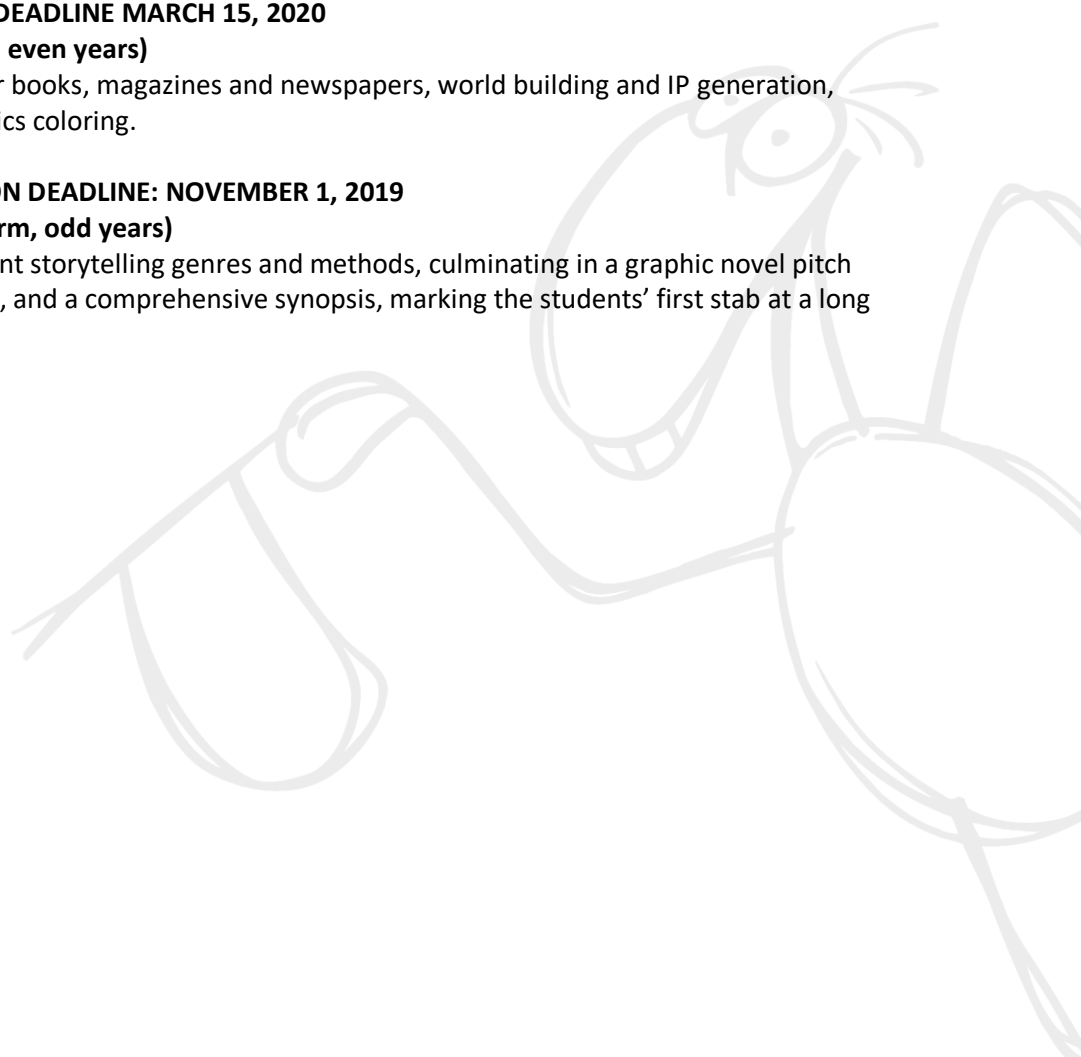 DEADLINE MARCH 15, 2020
even years)
books, magazines and newspapers, world building and IP generation,
ics coloring.
ON DEADLINE: NOVEMBER 1, 2019
rm, odd years)
nt storytelling genres and methods, culminating in a graphic novel pitch
, and a comprehensive synopsis, marking the students’ first stab at a long